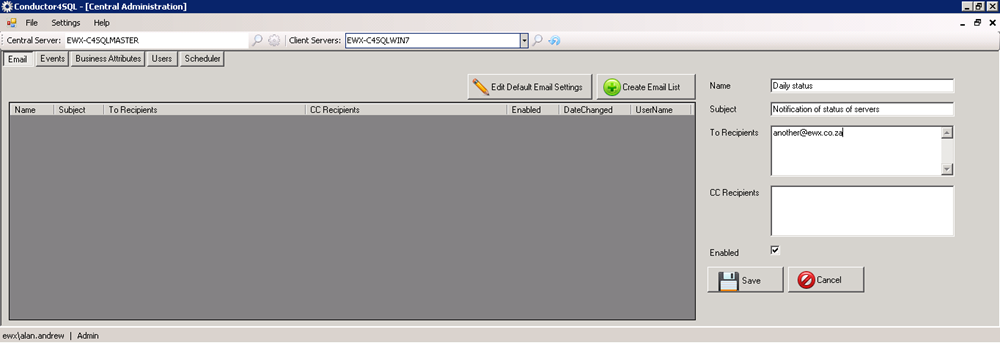 Conductor4SQL - [Central Administration]
File Settings Help
Central Server: EWX-C4SQLMASTER Client Servers: EWX-C4SQLWIN7
Email Events Business Attributes Users Scheduler
Edit Default Email Settings Create Email List
Name Subject To Recipients CC Recipients Enabled DateChanged UserName
Name Daily status
Subject Notification of status of servers
To Recipients another@ewx.co.za
CC Recipients
Enabled
Save Cancel
ewx\alan.andrew | Admin